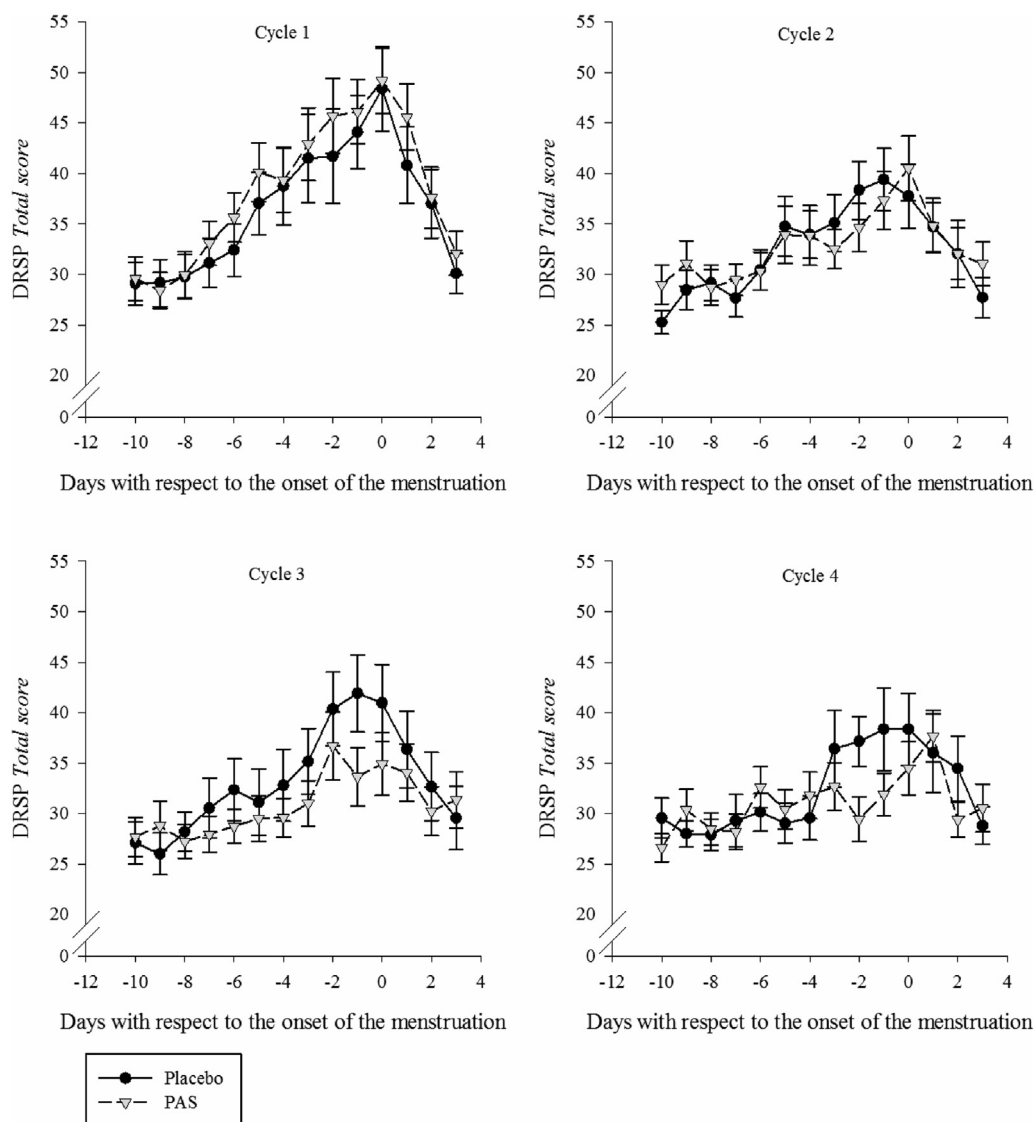 Cycle 1
DRSP Total score
55
50
45
40
35
30
25
20
0
-12 -10 -8 -6 -4 -2 0 2 4
Days with respect to the onset of the menstruation
Cycle 2
DRSP Total score
55
50
45
40
35
30
25
20
0
-12 -10 -8 -6 -4 -2 0 2 4
Days with respect to the onset of the menstruation
Cycle 3
DRSP Total score
55
50
45
40
35
30
25
20
0
-12 -10 -8 -6 -4 -2 0 2 4
Days with respect to the onset of the menstruation
Cycle 4
DRSP Total score
55
50
45
40
35
30
25
20
0
-12 -10 -8 -6 -4 -2 0 2 4
Days with respect to the onset of the menstruation
Placebo
PAS